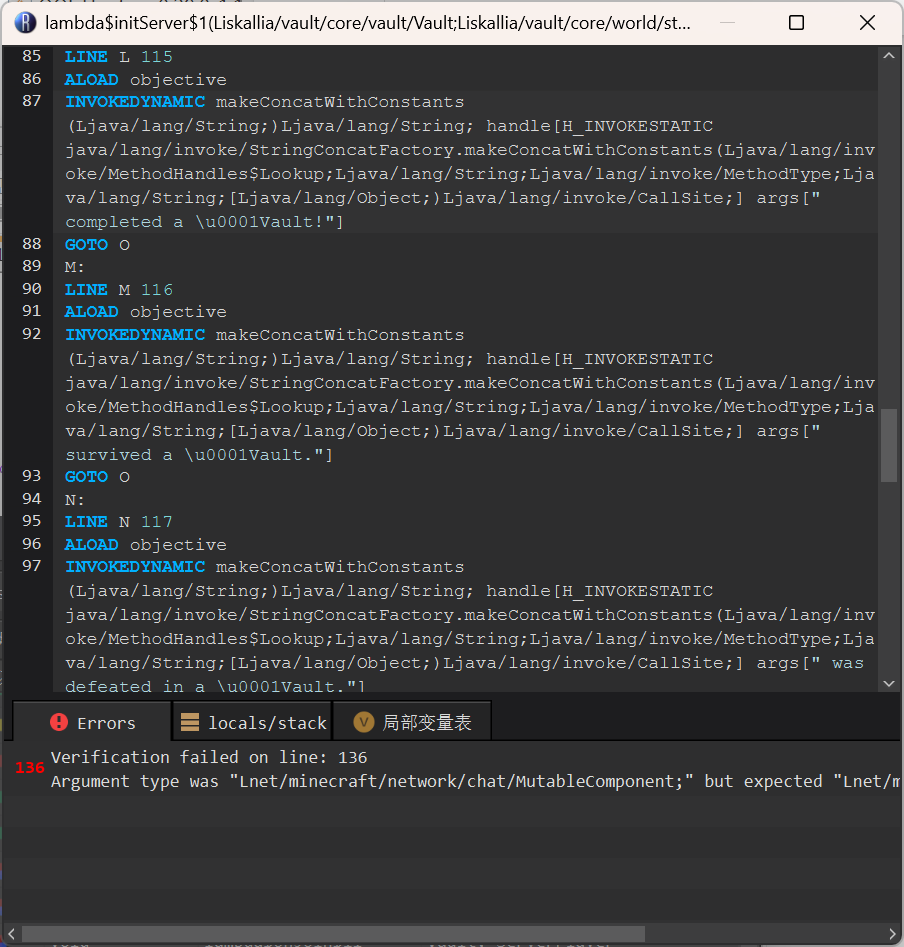 lambda$initServer$1(Liskallia/vault/core/vault/Vault;Liskallia/vault/core/world/st...
85 LINE L 115
86 ALOAD objective
87 INVOKEDYNAMIC makeConcatWithConstants
(Ljava/lang/String;)Ljava/lang/String; handle[H_INVOKESTATIC
java/lang/invoke/StringConcatFactory.makeConcatWithConstants(Ljava/lang/inv
oke/MethodHandles$Lookup;Ljava/lang/String;Ljava/lang/invoke/MethodType;Lja
va/lang/String;[Ljava/lang/Object;)Ljava/lang/invoke/CallSite;] args["
completed a \u0001Vault!"]
88 GOTO O
89 M:
90 LINE M 116
91 ALOAD objective
92 INVOKEDYNAMIC makeConcatWithConstants
(Ljava/lang/String;)Ljava/lang/String; handle[H_INVOKESTATIC
java/lang/invoke/StringConcatFactory.makeConcatWithConstants(Ljava/lang/inv
oke/MethodHandles$Lookup;Ljava/lang/String;Ljava/lang/invoke/MethodType;Lja
va/lang/String;[Ljava/lang/Object;)Ljava/lang/invoke/CallSite;] args["
survived a \u0001Vault."]
93 GOTO O
94 N:
95 LINE N 117
96 ALOAD objective
97 INVOKEDYNAMIC makeConcatWithConstants
(Ljava/lang/String;)Ljava/lang/String; handle[H_INVOKESTATIC
java/lang/invoke/StringConcatFactory.makeConcatWithConstants(Ljava/lang/inv
oke/MethodHandles$Lookup;Ljava/lang/String;Ljava/lang/invoke/MethodType;Lja
va/lang/String;[Ljava/lang/Object;)Ljava/lang/invoke/CallSite;] args[" was
defeated in a \u0001Vault."]
Errors locals/stack V 局部变量表
136 Verification failed on line: 136
Argument type was "Lnet/minecraft/network/chat/MutableComponent;" but expected "Lnet/m